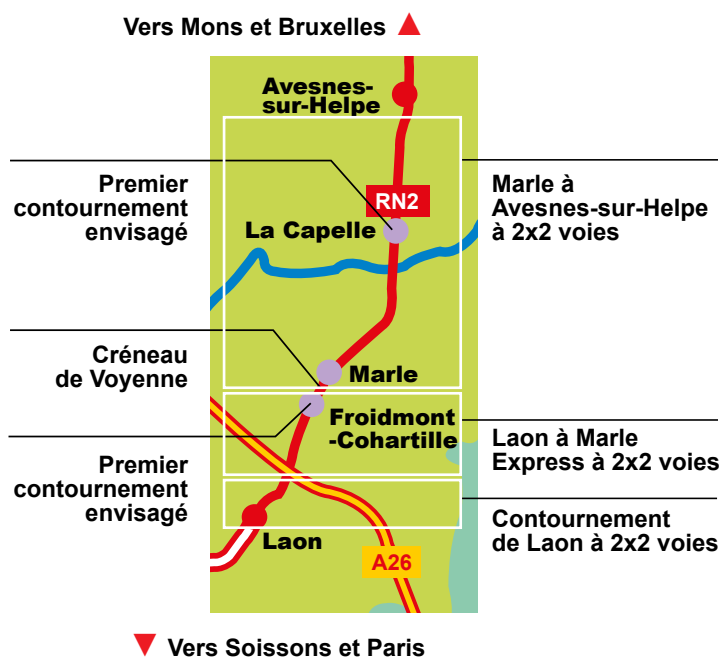 Vers Mons et Bruxelles
Avesnes-
sur-Helpe
Premier
contournement
envisagé
RN2
Marle à
Avesnes-sur-Helpe
à 2x2 voies
La Capelle
Créneau
de Voyenne
Marle
Froidmont
-Cohartille
Laon à Marle
Express à 2x2 voies
Premier
contournement
envisagé
Contournement
de Laon à 2x2 voies
Laon
A26
Vers Soissons et Paris